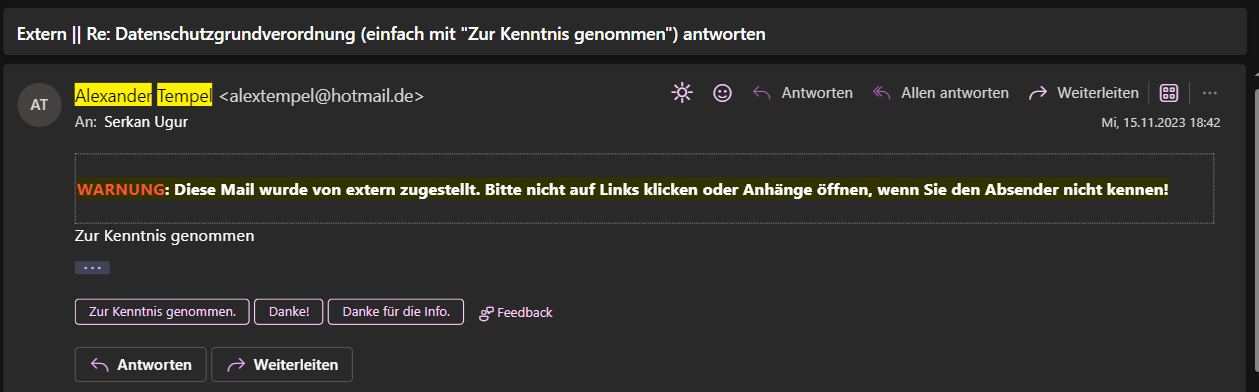 Extern || Re: Datenschutzgrundverordnung (einfach mit "Zur Kenntnis genommen") antworten
AT
Alexander Tempel <alextempel@hotmail.de>
Antworten
Allen antworten
Weiterleiten
An: Serkan Ugur
Mi, 15.11.2023 18:42
WARNUNG: Diese Mail wurde von extern zugestellt. Bitte nicht auf Links klicken oder Anhänge öffnen, wenn Sie den Absender nicht kennen!
Zur Kenntnis genommen
Zur Kenntnis genommen.
Danke!
Danke für die Info.
Feedback
Antworten
Weiterleiten